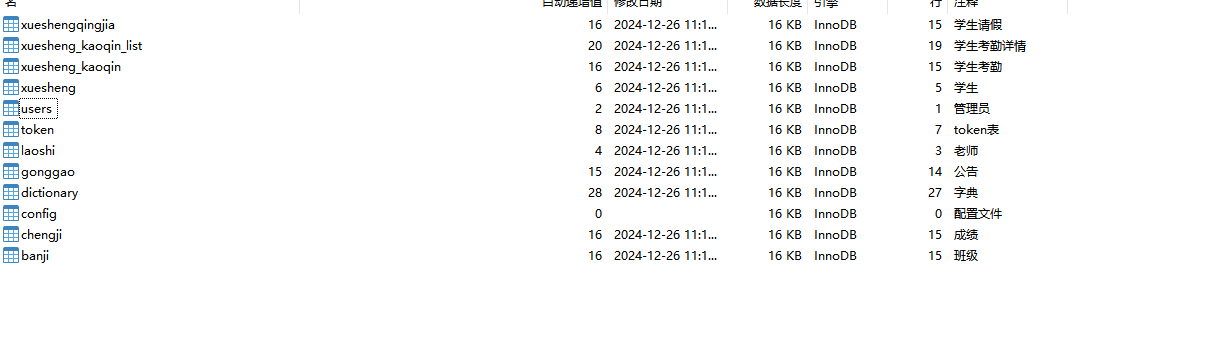 名 自动递增值 修改日期 数据长度 引擎 行 注释
xueshengqingjia 16 2024-12-26 11:1... 16 KB InnoDB 15 学生请假
xuesheng_kaoqin_list 20 2024-12-26 11:1... 16 KB InnoDB 19 学生考勤详情
xuesheng_kaoqin 16 2024-12-26 11:1... 16 KB InnoDB 15 学生考勤
xuesheng 6 2024-12-26 11:1... 16 KB InnoDB 5 学生
users 2 2024-12-26 11:1... 16 KB InnoDB 1 管理员
token 8 2024-12-26 11:1... 16 KB InnoDB 7 token表
laoshi 4 2024-12-26 11:1... 16 KB InnoDB 3 老师
gonggao 15 2024-12-26 11:1... 16 KB InnoDB 14 公告
dictionary 28 2024-12-26 11:1... 16 KB InnoDB 27 字典
config 0 16 KB InnoDB 0 配置文件
chengji 16 2024-12-26 11:1... 16 KB InnoDB 15 成绩
banji 16 2024-12-26 11:1... 16 KB InnoDB 15 班级